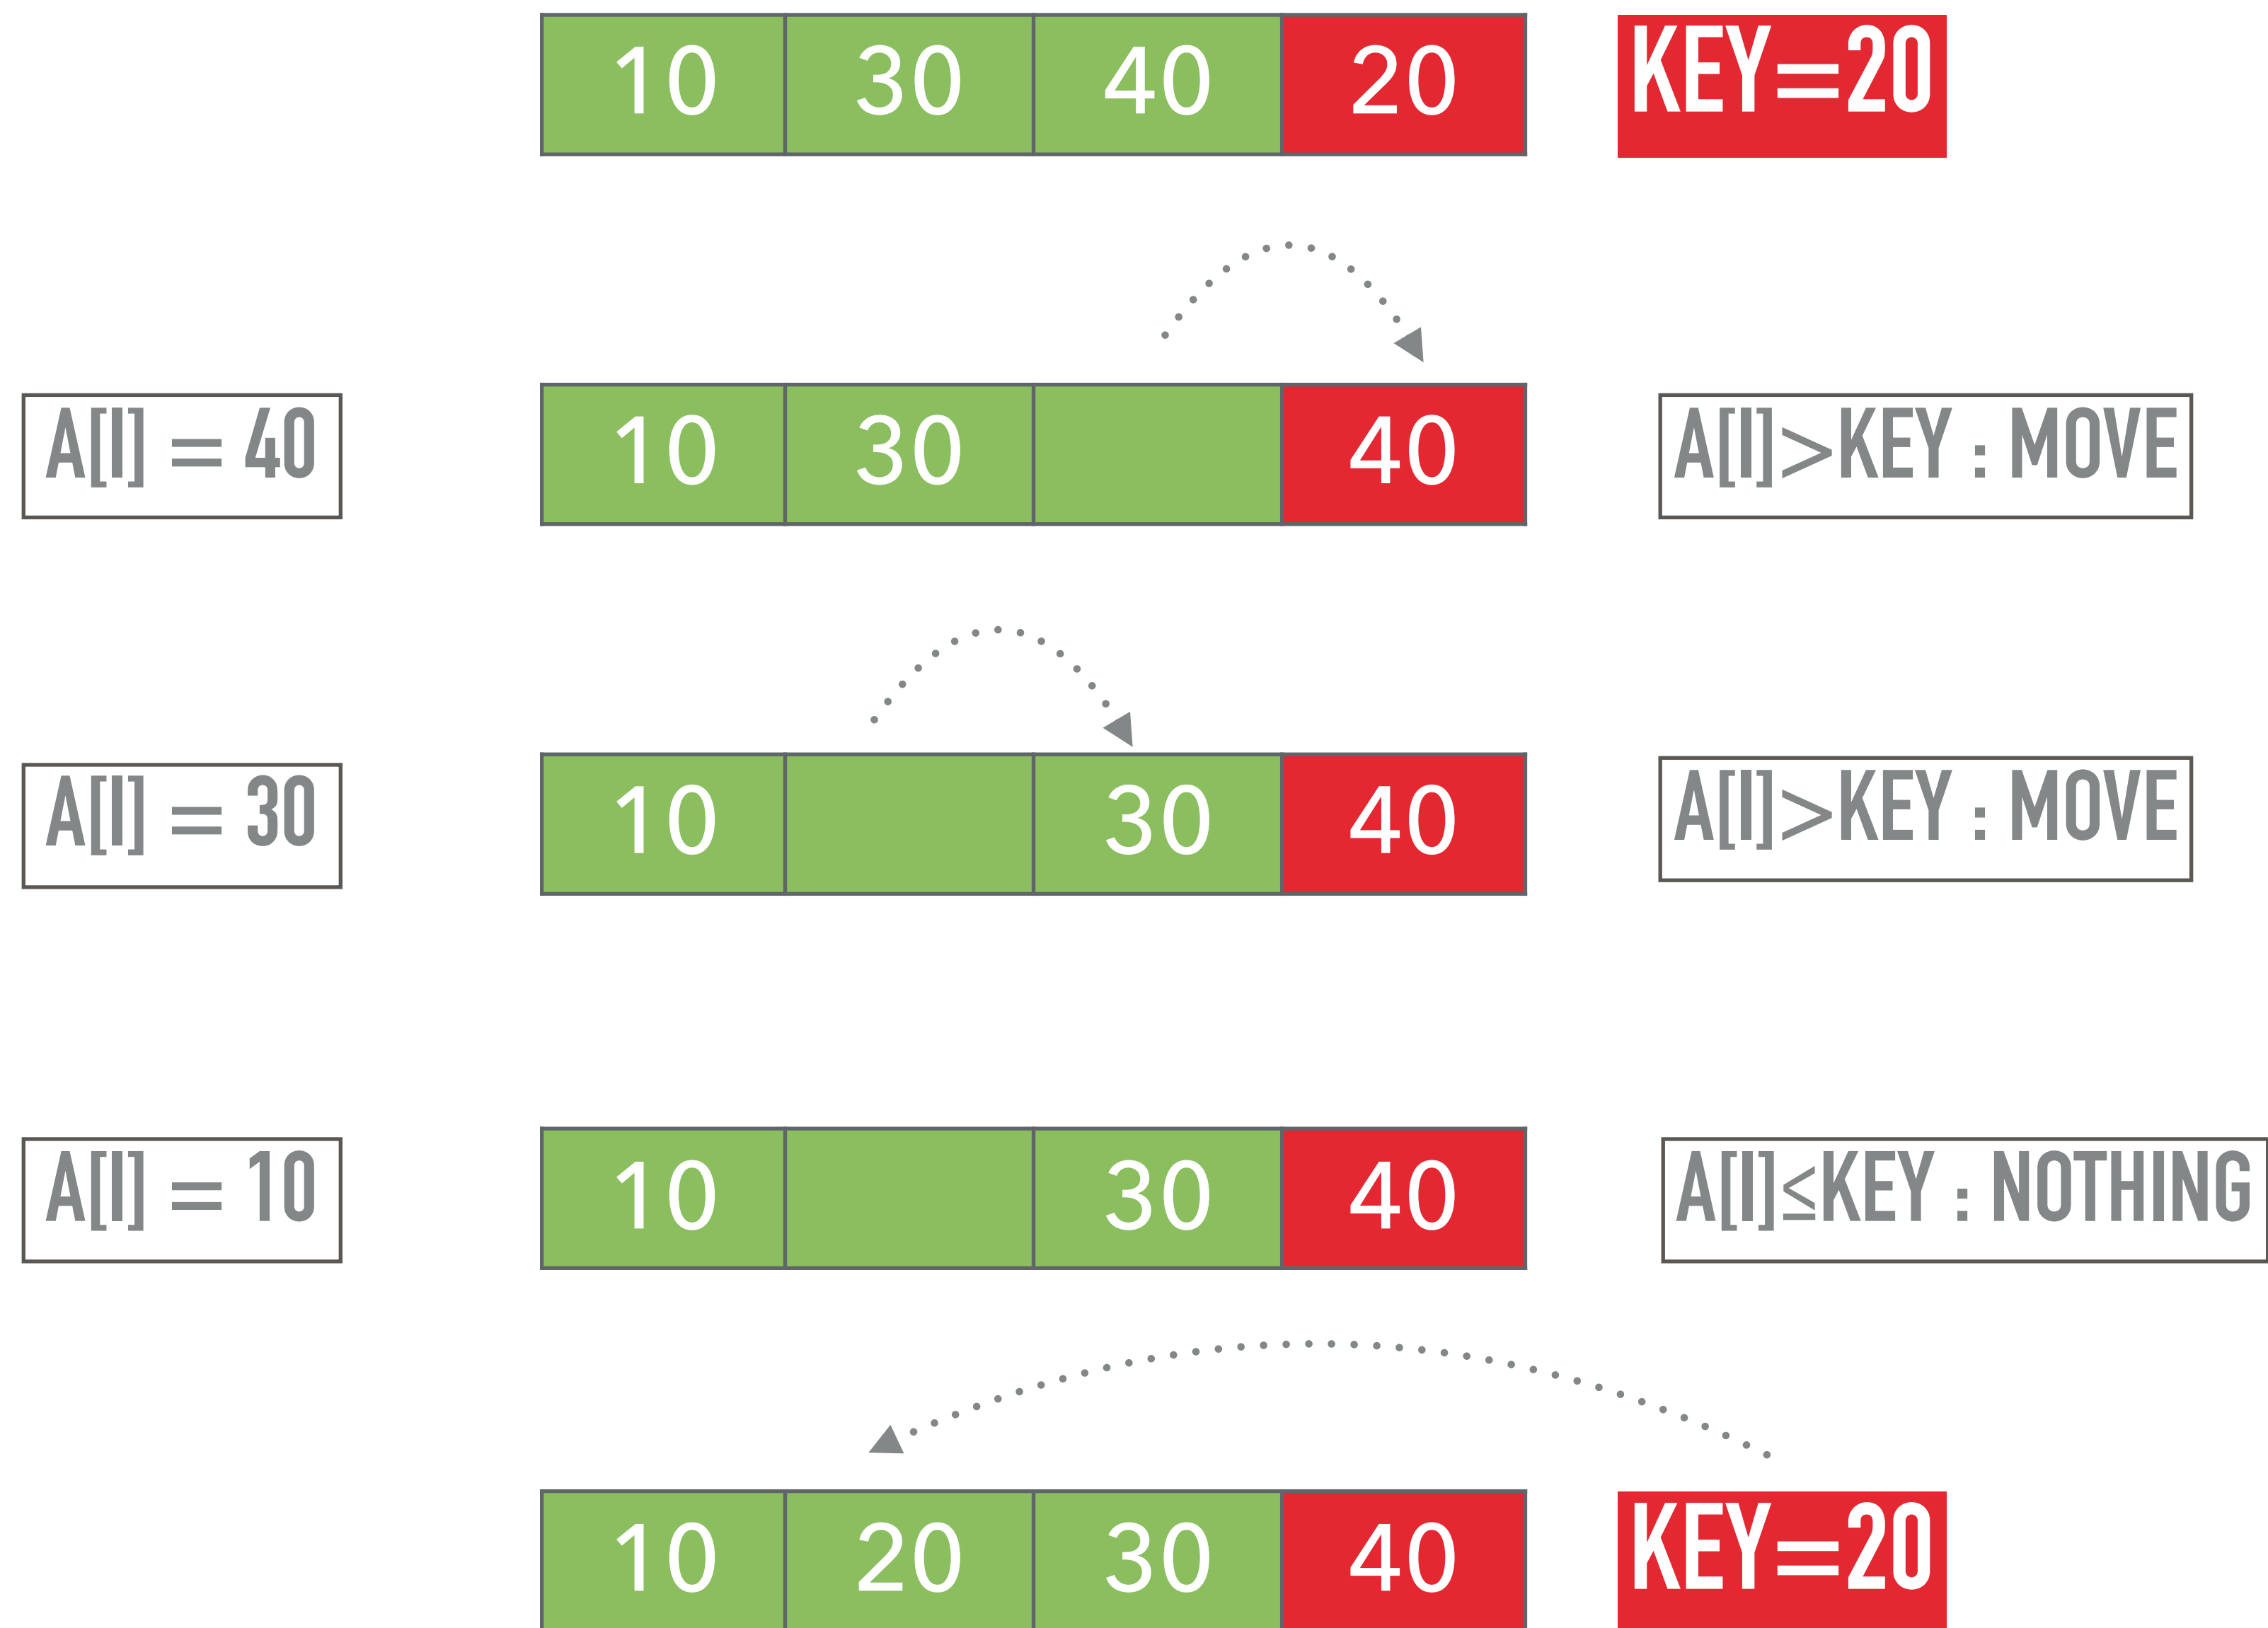 10 30 40 20 KEY=20
A[I] = 40 10 30 40 A[I]>KEY : MOVE
A[I] = 30 10 30 40 A[I]>KEY : MOVE
A[I] = 10 10 30 40 A[I]≤KEY : NOTHING
10 20 30 40 KEY=20